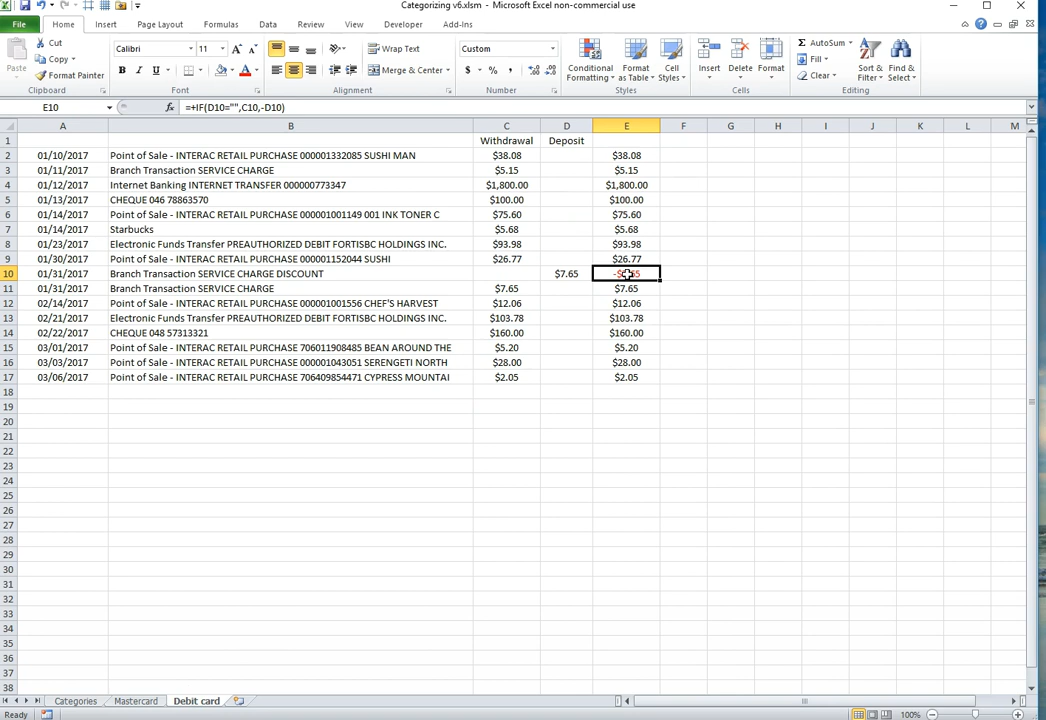 Categorizing v6.xlsm - Microsoft Excel non-commercial use
File Home Insert Page Layout Formulas Data Review View Developer Add-Ins
Paste Cut Copy Format Painter Clipboard
Calibri 11 B I U Font
Wrap Text Merge & Center Alignment
Custom $ % , Number
Conditional Formatting Format as Table Cell Styles Styles
Insert Delete Format Cells
AutoSum Fill Clear Sort & Filter Find & Select Editing
E10 fx =+IF(D10="",C10,-D10)
A B C D E F G H I J K L M
1 Withdrawal Deposit
2 01/10/2017 Point of Sale - INTERAC RETAIL PURCHASE 000001332085 SUSHI MAN $38.08 $38.08
3 01/11/2017 Branch Transaction SERVICE CHARGE $5.15 $5.15
4 01/12/2017 Internet Banking INTERNET TRANSFER 000000773347 $1,800.00 $1,800.00
5 01/13/2017 CHEQUE 046 78863570 $100.00 $100.00
6 01/14/2017 Point of Sale - INTERAC RETAIL PURCHASE 000001001149 001 INK TONER C $75.60 $75.60
7 01/14/2017 Starbucks $5.68 $5.68
8 01/23/2017 Electronic Funds Transfer PREAUTHORIZED DEBIT FORTISBC HOLDINGS INC. $93.98 $93.98
9 01/30/2017 Point of Sale - INTERAC RETAIL PURCHASE 000001152044 SUSHI $26.77 $26.77
10 01/31/2017 Branch Transaction SERVICE CHARGE DISCOUNT $7.65
11 01/31/2017 Branch Transaction SERVICE CHARGE $7.65 $7.65
12 02/14/2017 Point of Sale - INTERAC RETAIL PURCHASE 000001001556 CHEF'S HARVEST $12.06 $12.06
13 02/21/2017 Electronic Funds Transfer PREAUTHORIZED DEBIT FORTISBC HOLDINGS INC. $103.78 $103.78
14 02/22/2017 CHEQUE 048 57313321 $160.00 $160.00
15 03/01/2017 Point of Sale - INTERAC RETAIL PURCHASE 706011908485 BEAN AROUND THE $5.20 $5.20
16 03/03/2017 Point of Sale - INTERAC RETAIL PURCHASE 000001043051 SERENGETI NORTH $28.00 $28.00
17 03/06/2017 Point of Sale - INTERAC RETAIL PURCHASE 706409854471 CYPRESS MOUNTAI $2.05 $2.05
18
19
20
21
22
23
24
25
26
27
28
29
30
31
32
33
34
35
36
37
38
Categories Mastercard Debit card
Ready 100%